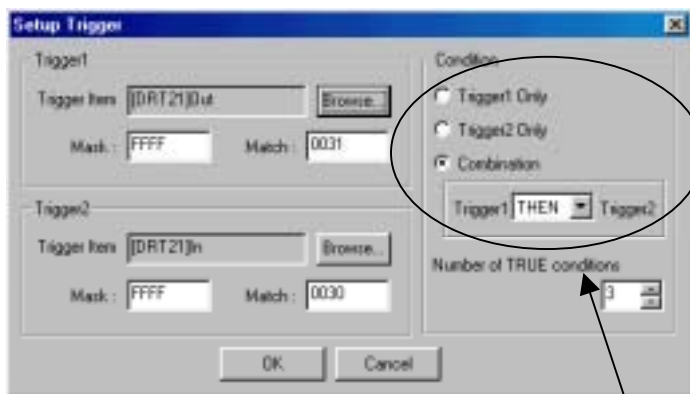 Setup Trigger
Trigger1
Trigger Item [DRT21]Out Browse...
Mask : FFFF Match : 0031
Trigger2
Trigger Item [DRT21]In Browse...
Mask : FFFF Match : 0030
Condition
Trigger1 Only
Trigger2 Only
Combination
Trigger1 THEN Trigger2
Number of TRUE conditions
3
OK Cancel